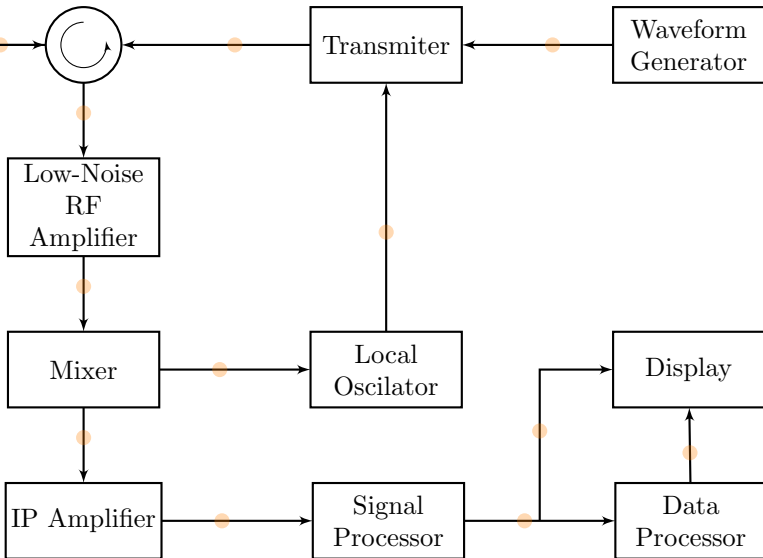 Transmiter
Waveform
Generator
Low-Noise
RF
Amplifier
Mixer
Local
Oscilator
Display
IP Amplifier
Signal
Processor
Data
Processor